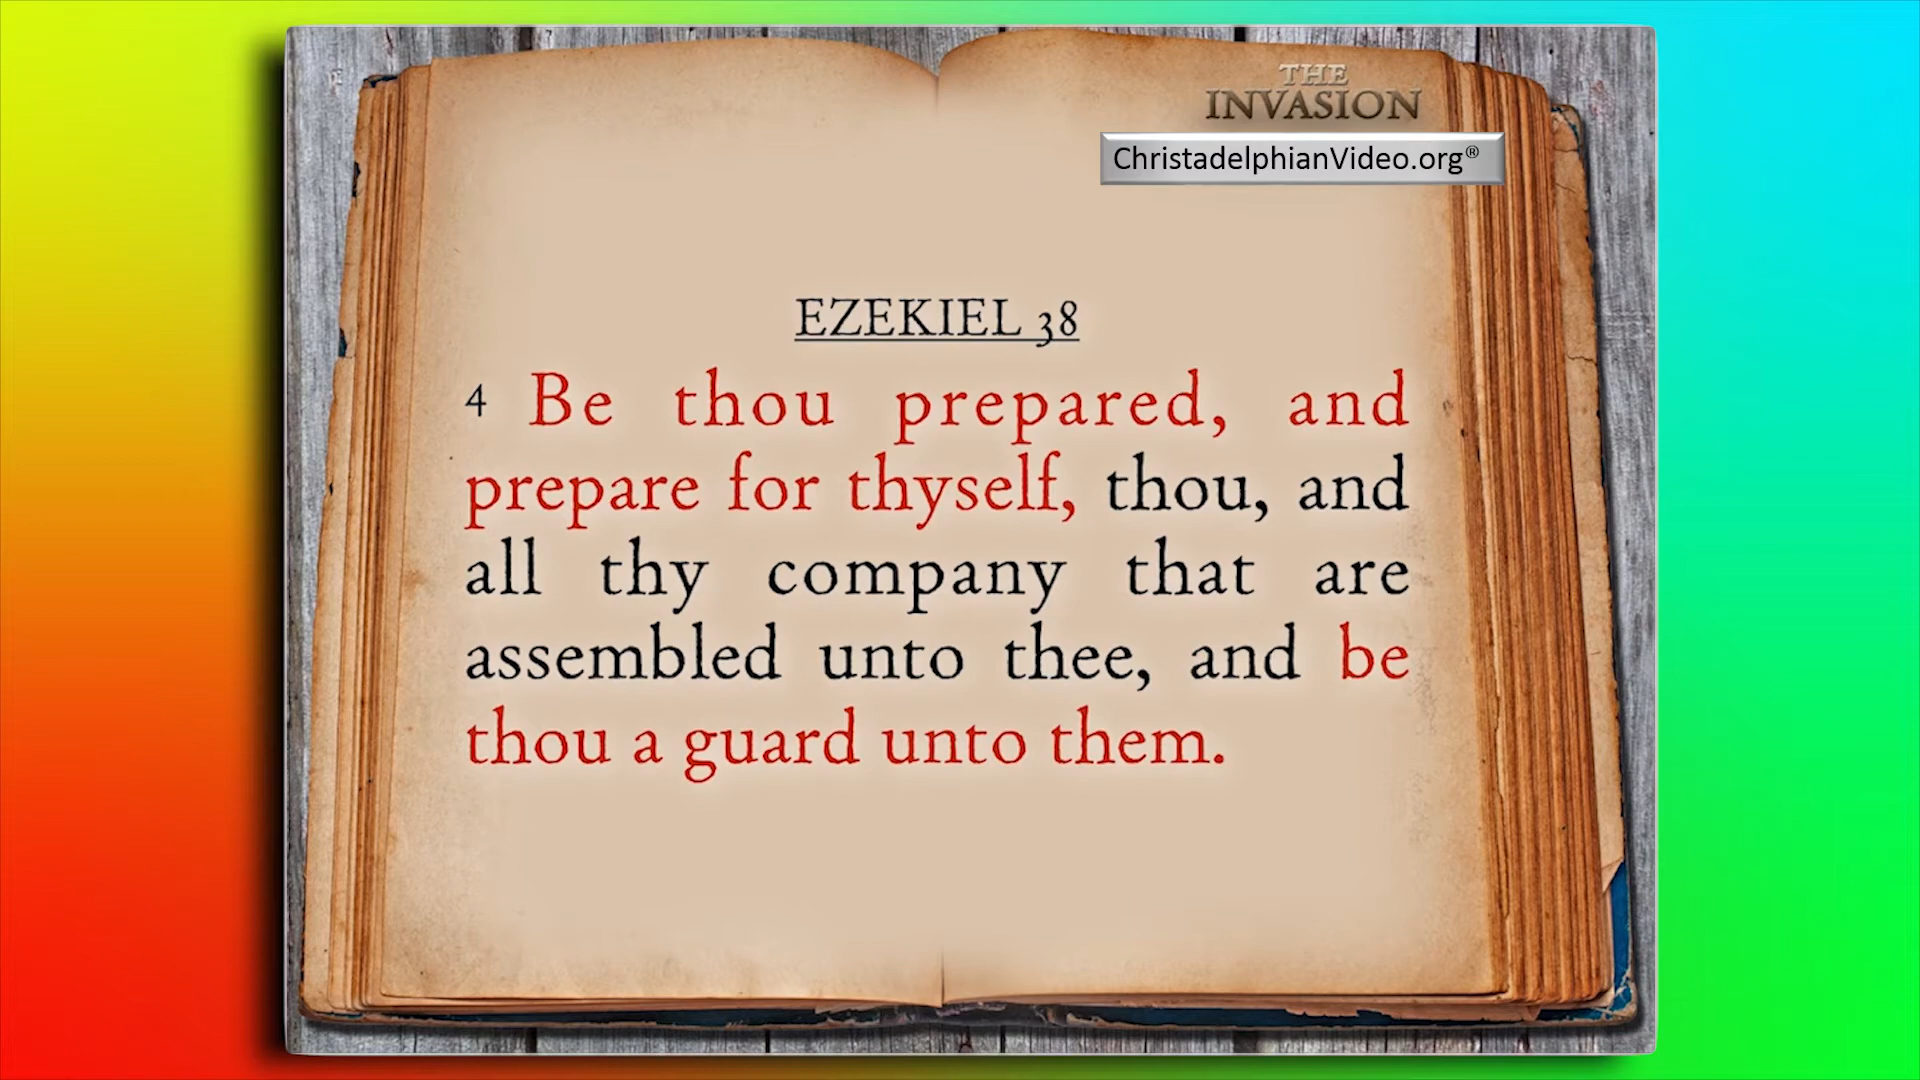 THE
INVASION
ChristadelphianVideo.org®
EZEKIEL 38
4 Be thou prepared, and
prepare for thyself, thou, and
all thy company that are
assembled unto thee, and be
thou a guard unto them.